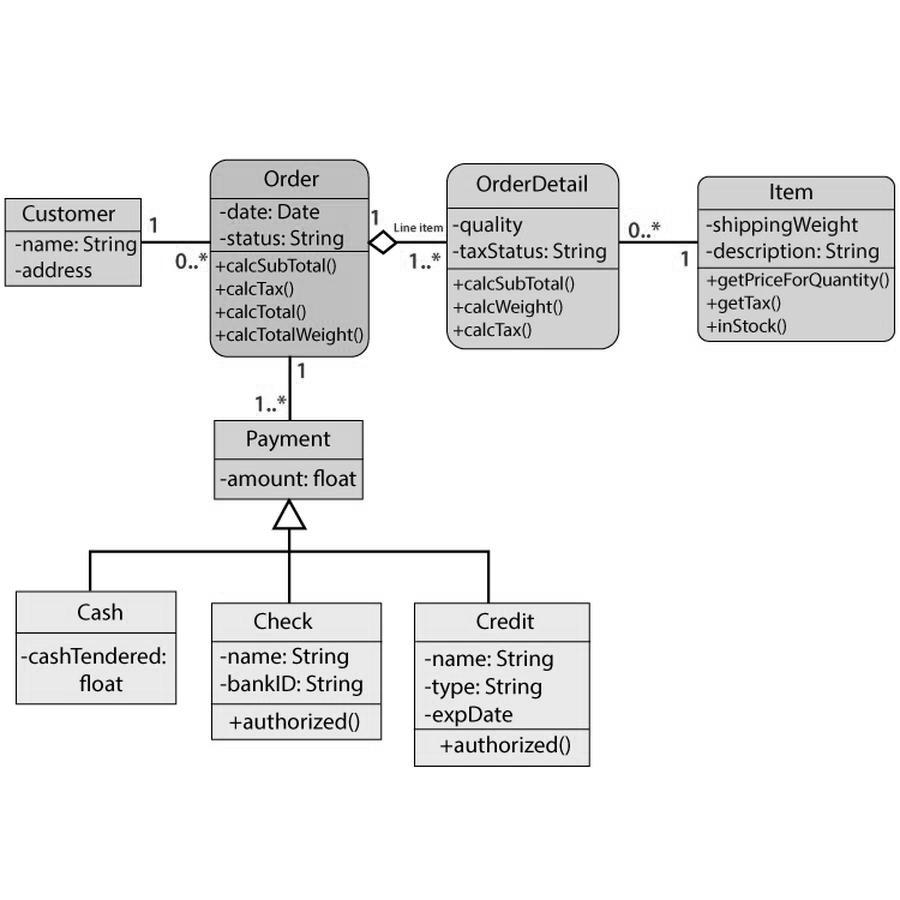 Customer
-name: String
-address
1
0..*
Order
-date: Date
-status: String
+calcSubTotal()
+calcTax()
+calcTotal()
+calcTotalWeight()
1
Line item
1..*
OrderDetail
-quality
-taxStatus: String
+calcSubTotal()
+calcWeight()
+calcTax()
0..*
1
Item
-shippingWeight
-description: String
+getPriceForQuantity()
+getTax()
+inStock()
1
1..*
Payment
-amount: float
Cash
-cashTendered:
float
Check
-name: String
-bankID: String
+authorized()
Credit
-name: String
-type: String
-expDate
+authorized()